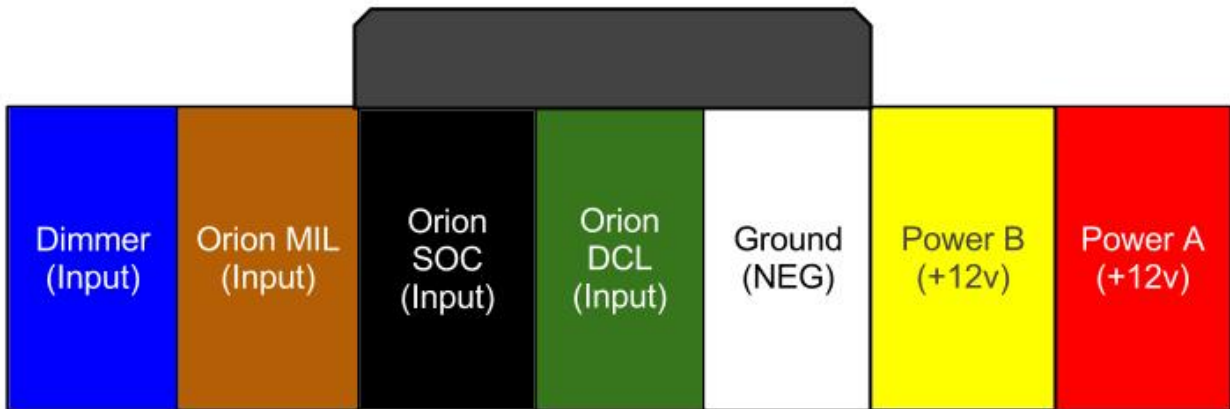 Dimmer
(Input)
Orion MIL
(Input)
Orion
SOC
(Input)
Orion
DCL
(Input)
Ground
(NEG)
Power B
(+12v)
Power A
(+12v)